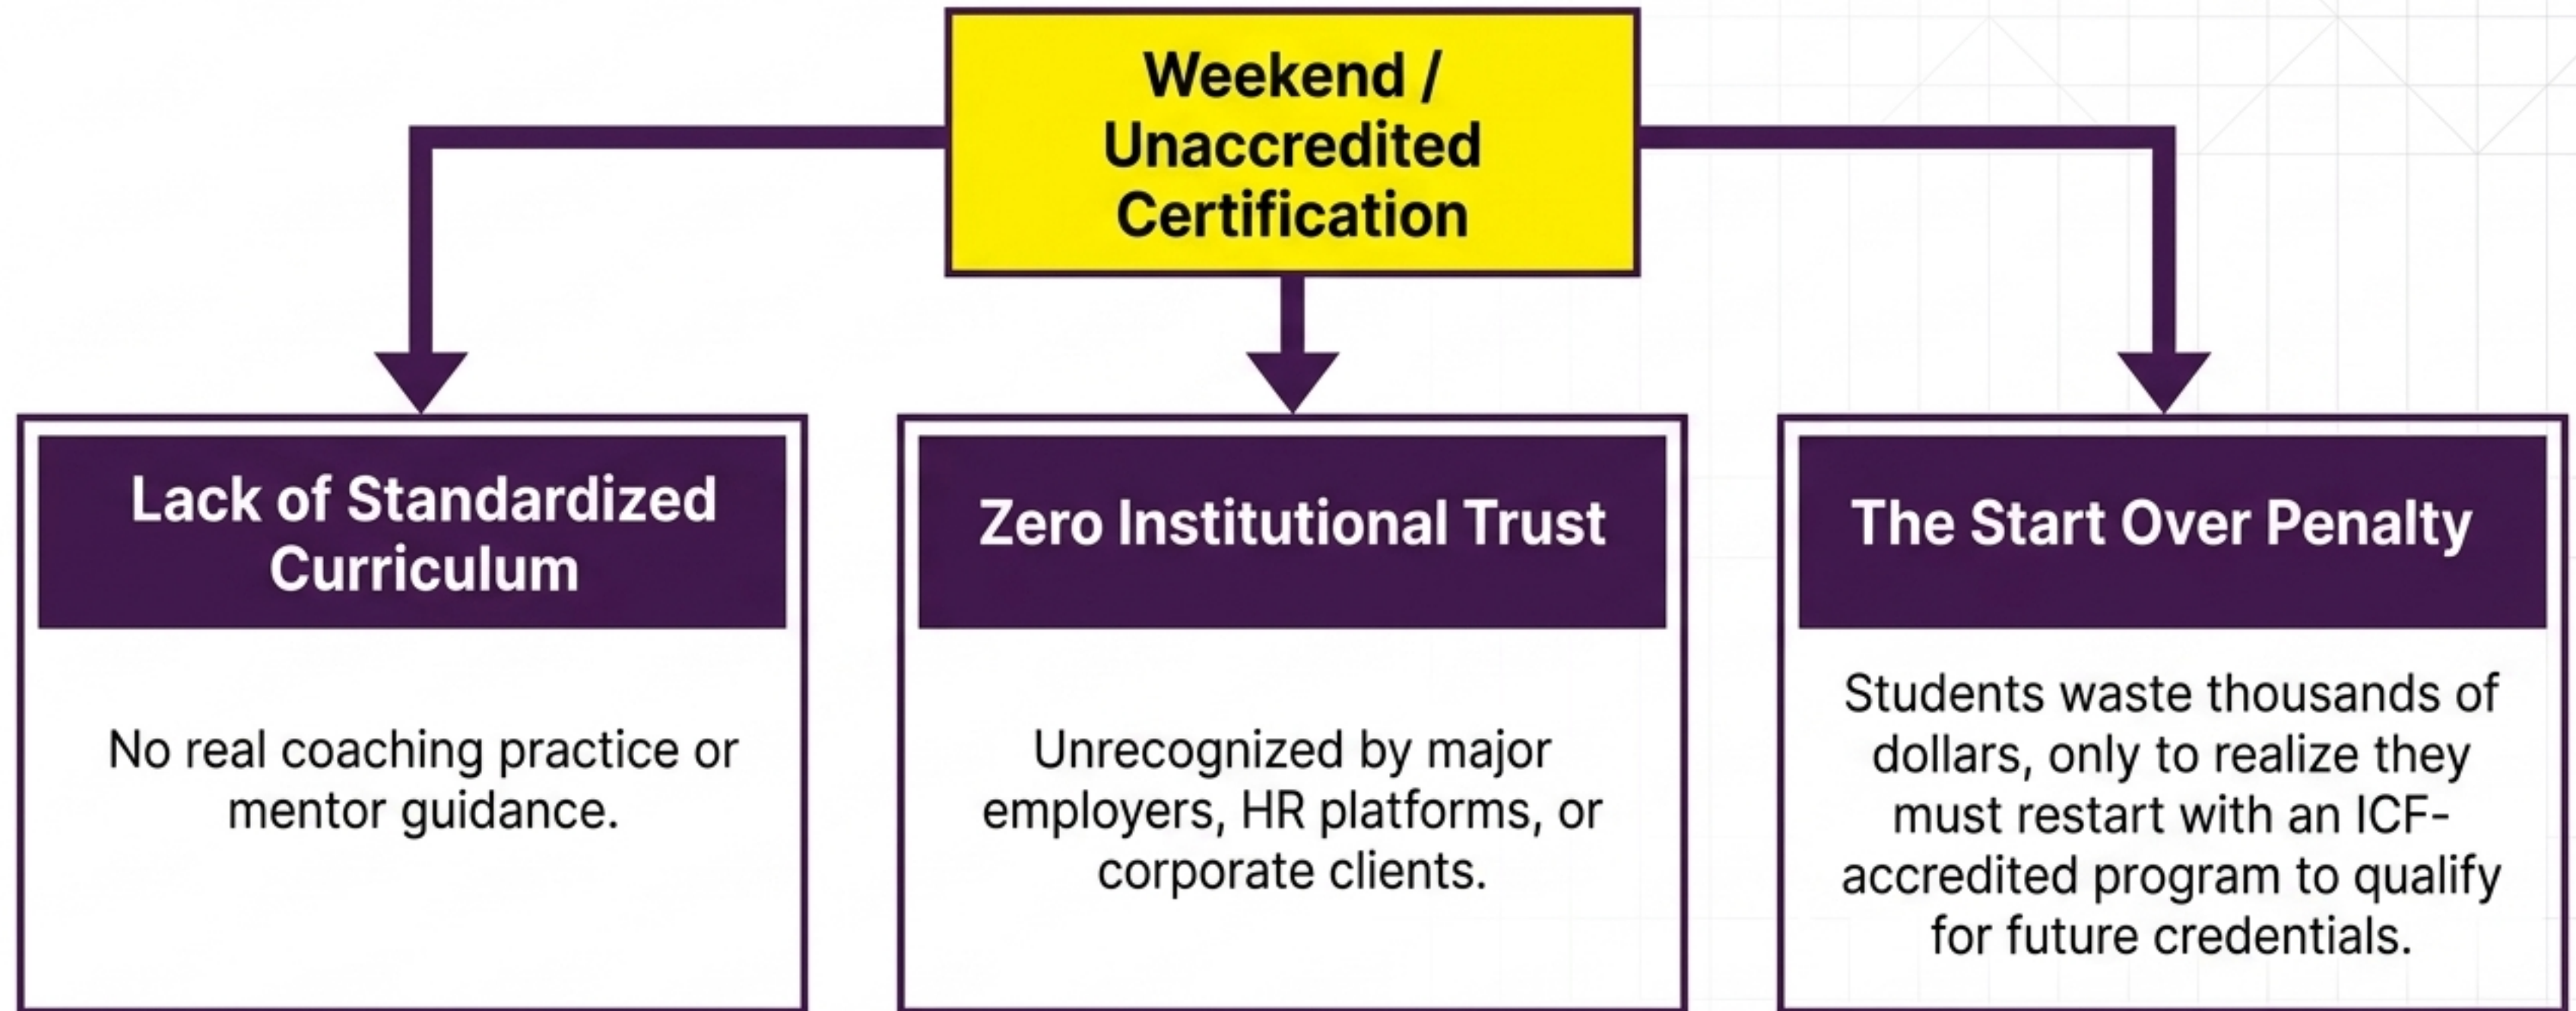 Weekend /
Unaccredited
Certification
Lack of Standardized
Curriculum
No real coaching practice or
mentor guidance.
Zero Institutional Trust
Unrecognized by major
employers, HR platforms, or
corporate clients.
The Start Over Penalty
Students waste thousands of
dollars, only to realize they
must restart with an ICF-
accredited program to qualify
for future credentials.